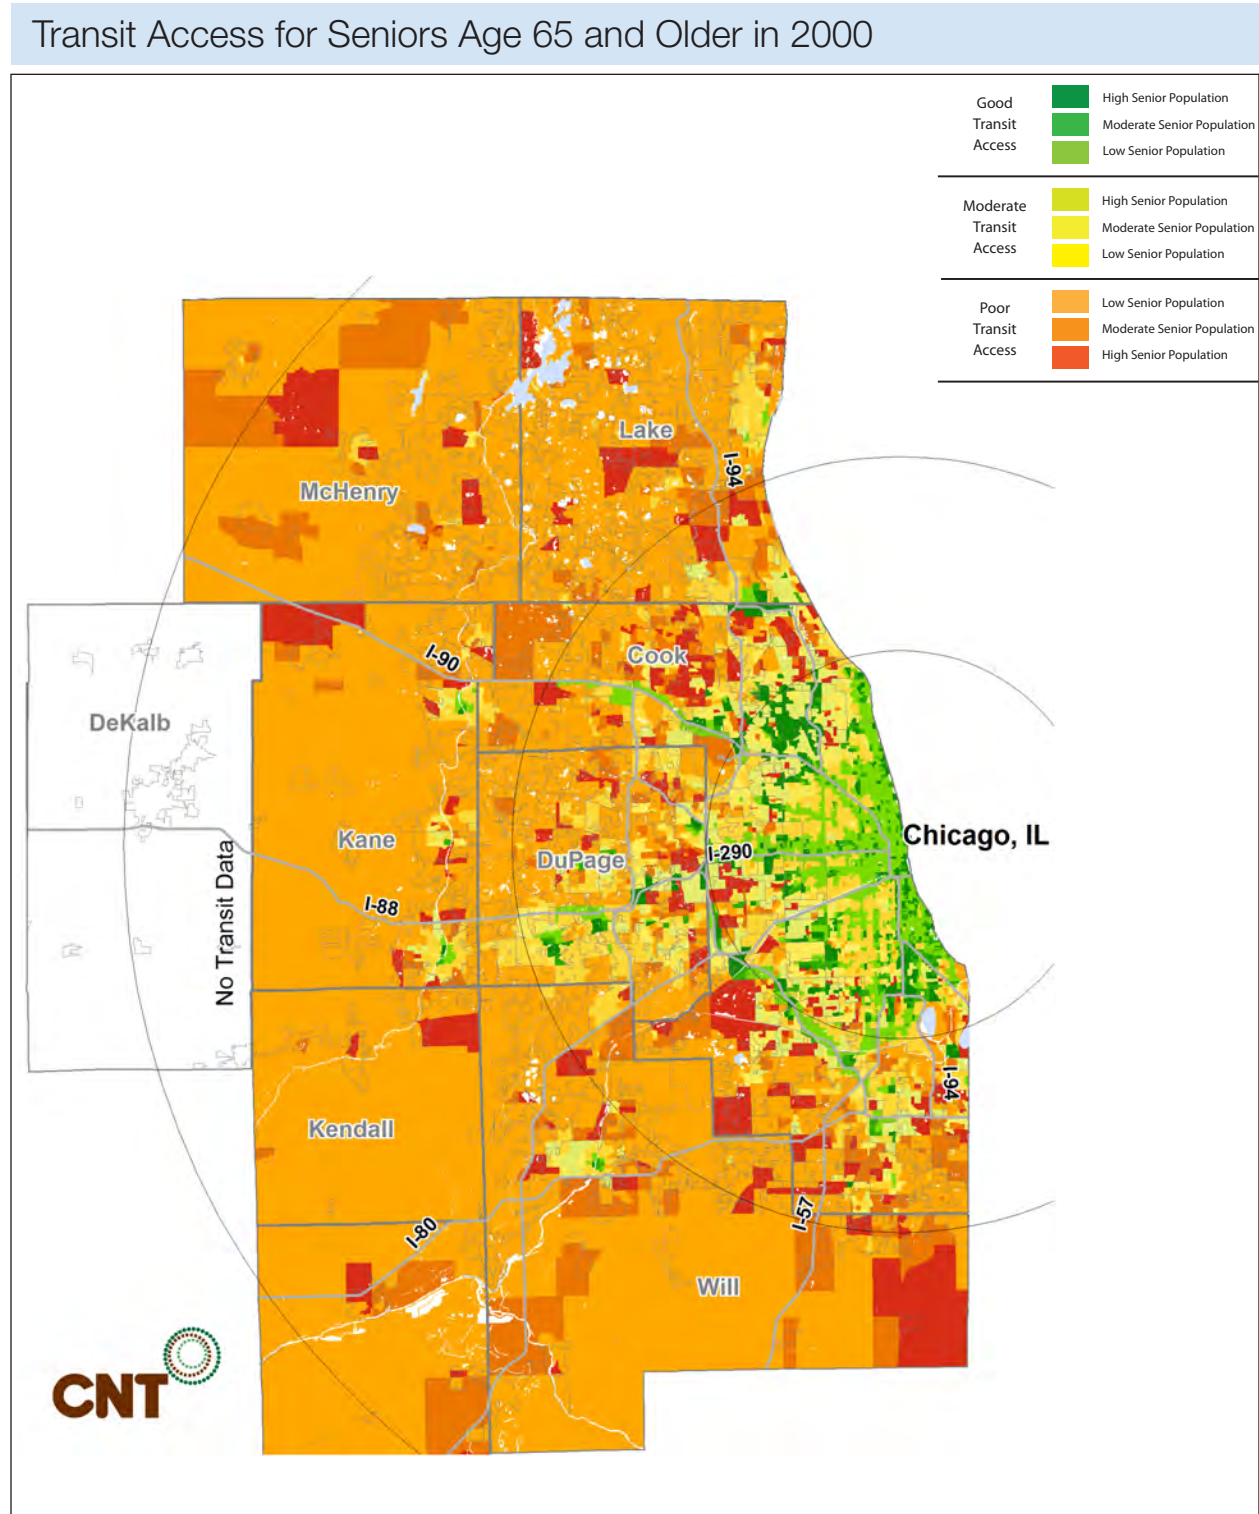 Transit Access for Seniors Age 65 and Older in 2000
Good
Transit
Access
High Senior Population
Moderate Senior Population
Low Senior Population
Moderate
Transit
Access
High Senior Population
Moderate Senior Population
Low Senior Population
Poor
Transit
Access
Low Senior Population
Moderate Senior Population
High Senior Population
Lake
I-94
McHenry
I-90
Cook
DeKalb
Kane
DuPage
I-290
Chicago, IL
I-88
No Transit Data
I-94
Kendall
I-57
I-80
Will
CNT